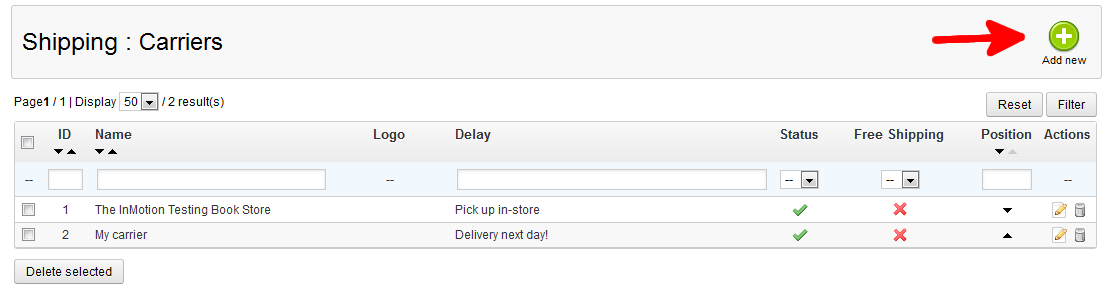 Shipping : Carriers
Add new
Page1 / 1 | Display 50 / 2 result(s)
Reset Filter
ID Name Logo Delay Status Free Shipping Position Actions
-- -- -- -- --
1 The InMotion Testing Book Store Pick up in-store
2 My carrier Delivery next day!
Delete selected